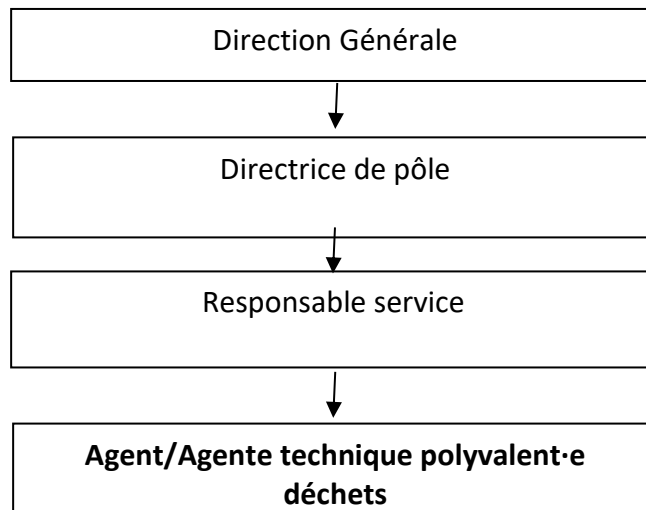 Direction Générale
Directrice de pôle
Responsable service
Agent/Agente technique polyvalent·e
déchets